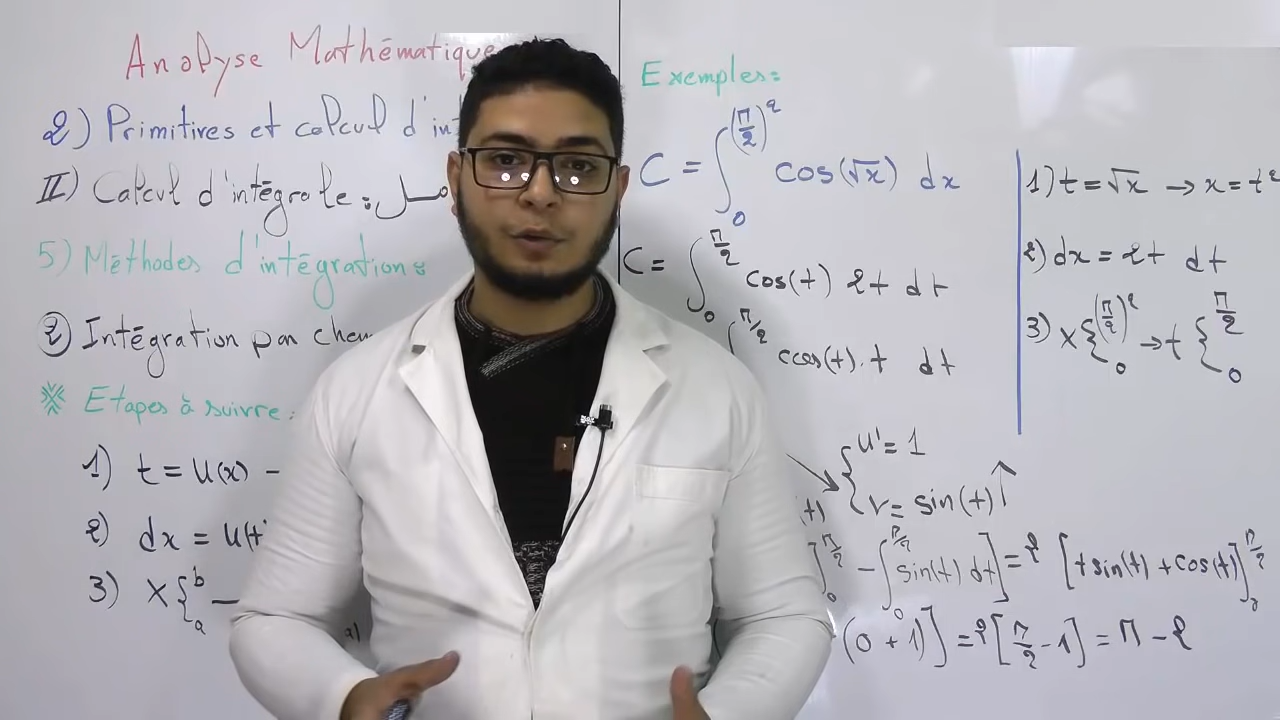 Analyse Mathématique
2) Primitives et calcul d'int
II) Calcul d'intégrale :
5) Méthodes d'intégration :
② Intégration par chan
※ Etapes à suivre :
1) t = U(x) -
2) dx = U(t'
3) x { b a —
Exemples :
C = ∫₀^(π/2)² cos(√x) dx
C = ∫₀^π/2 cos(t) 2t dt
π/2 cos(t) . t dt
{ u' = 1
v = sin(t)
]₀^π/2 - ∫₀^π/2 sin(t) dt ] = 2 [t sin(t) + cos(t)]₀^π/2
(0 + 1)] = 2 [π/2 - 1] = π - 2
1) t = √x → x = t²
2) dx = 2t dt
3) x { (π/2)² 0 → t { π/2 0